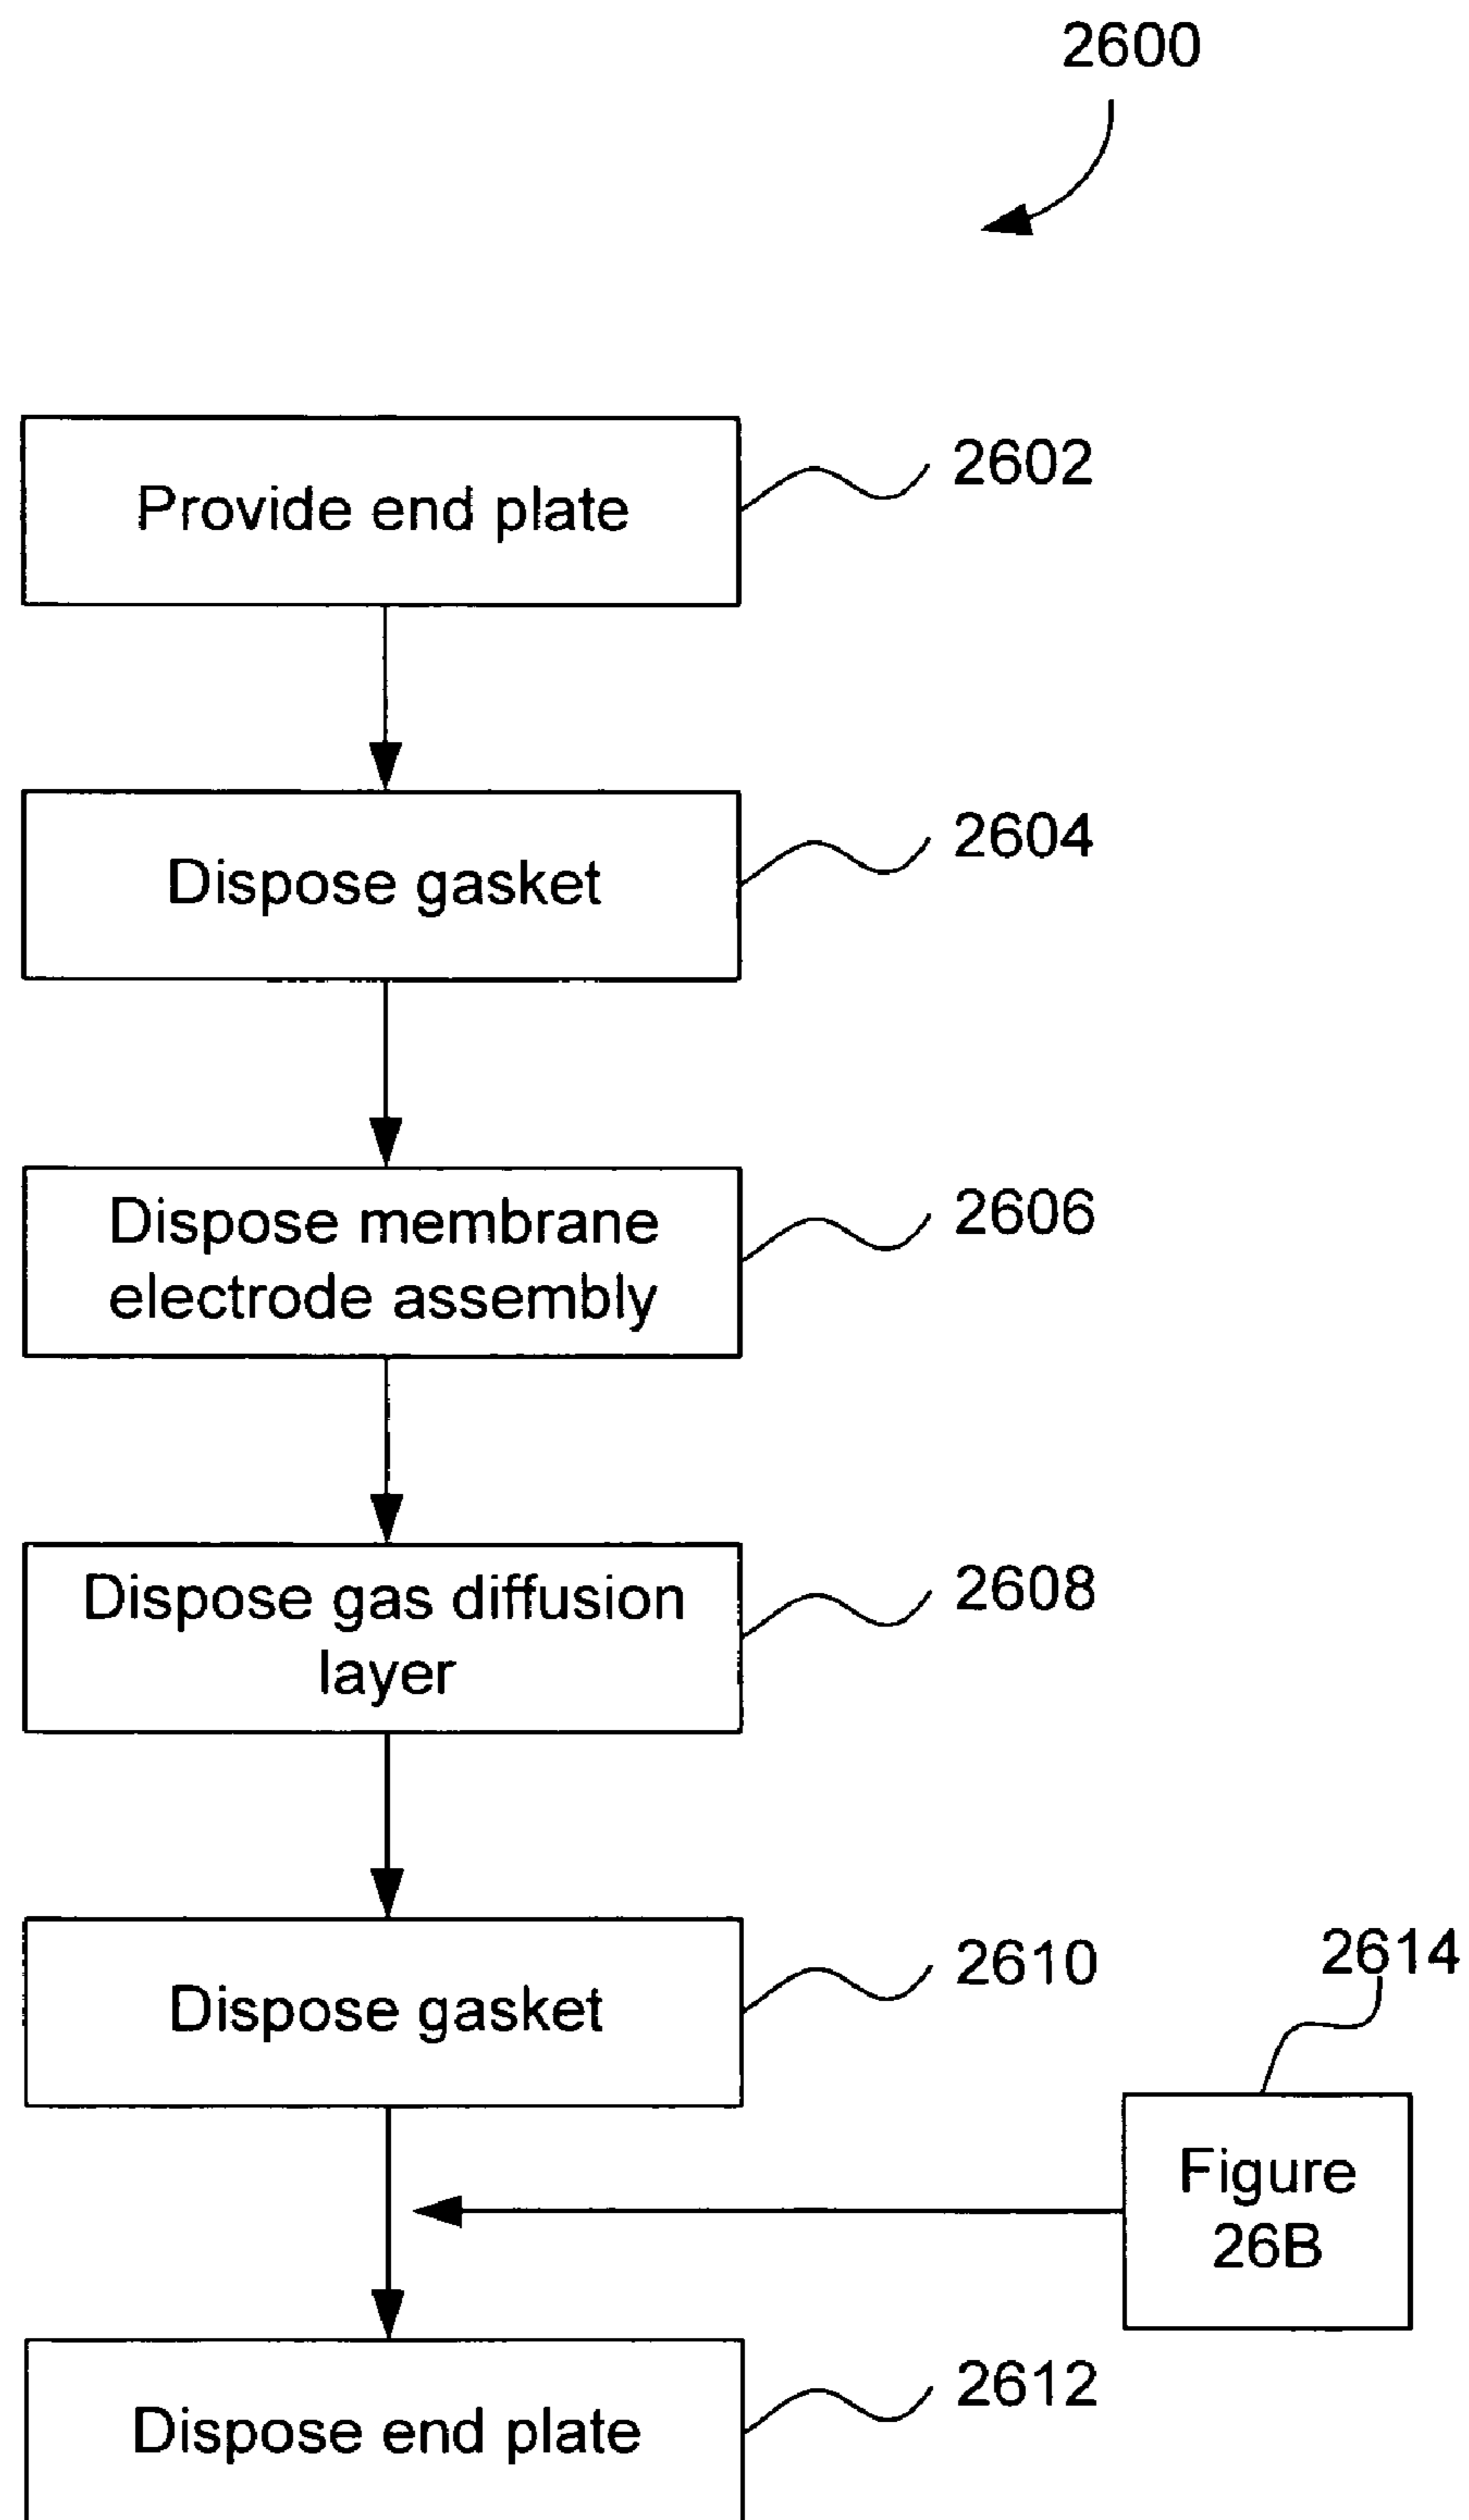 2600
Provide end plate
2602
Dispose gasket
2604
Dispose membrane
electrode assembly
2606
Dispose gas diffusion
layer
2608
Dispose gasket
2610
2614
Figure
26B
Dispose end plate
2612